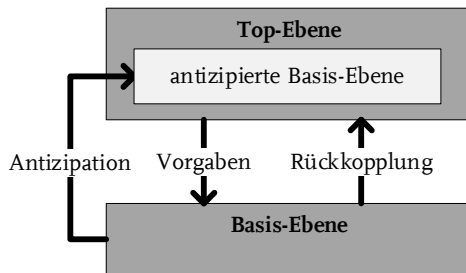 Top-Ebene
antizipierte Basis-Ebene
Antizipation Vorgaben Rückkopplung
Basis-Ebene